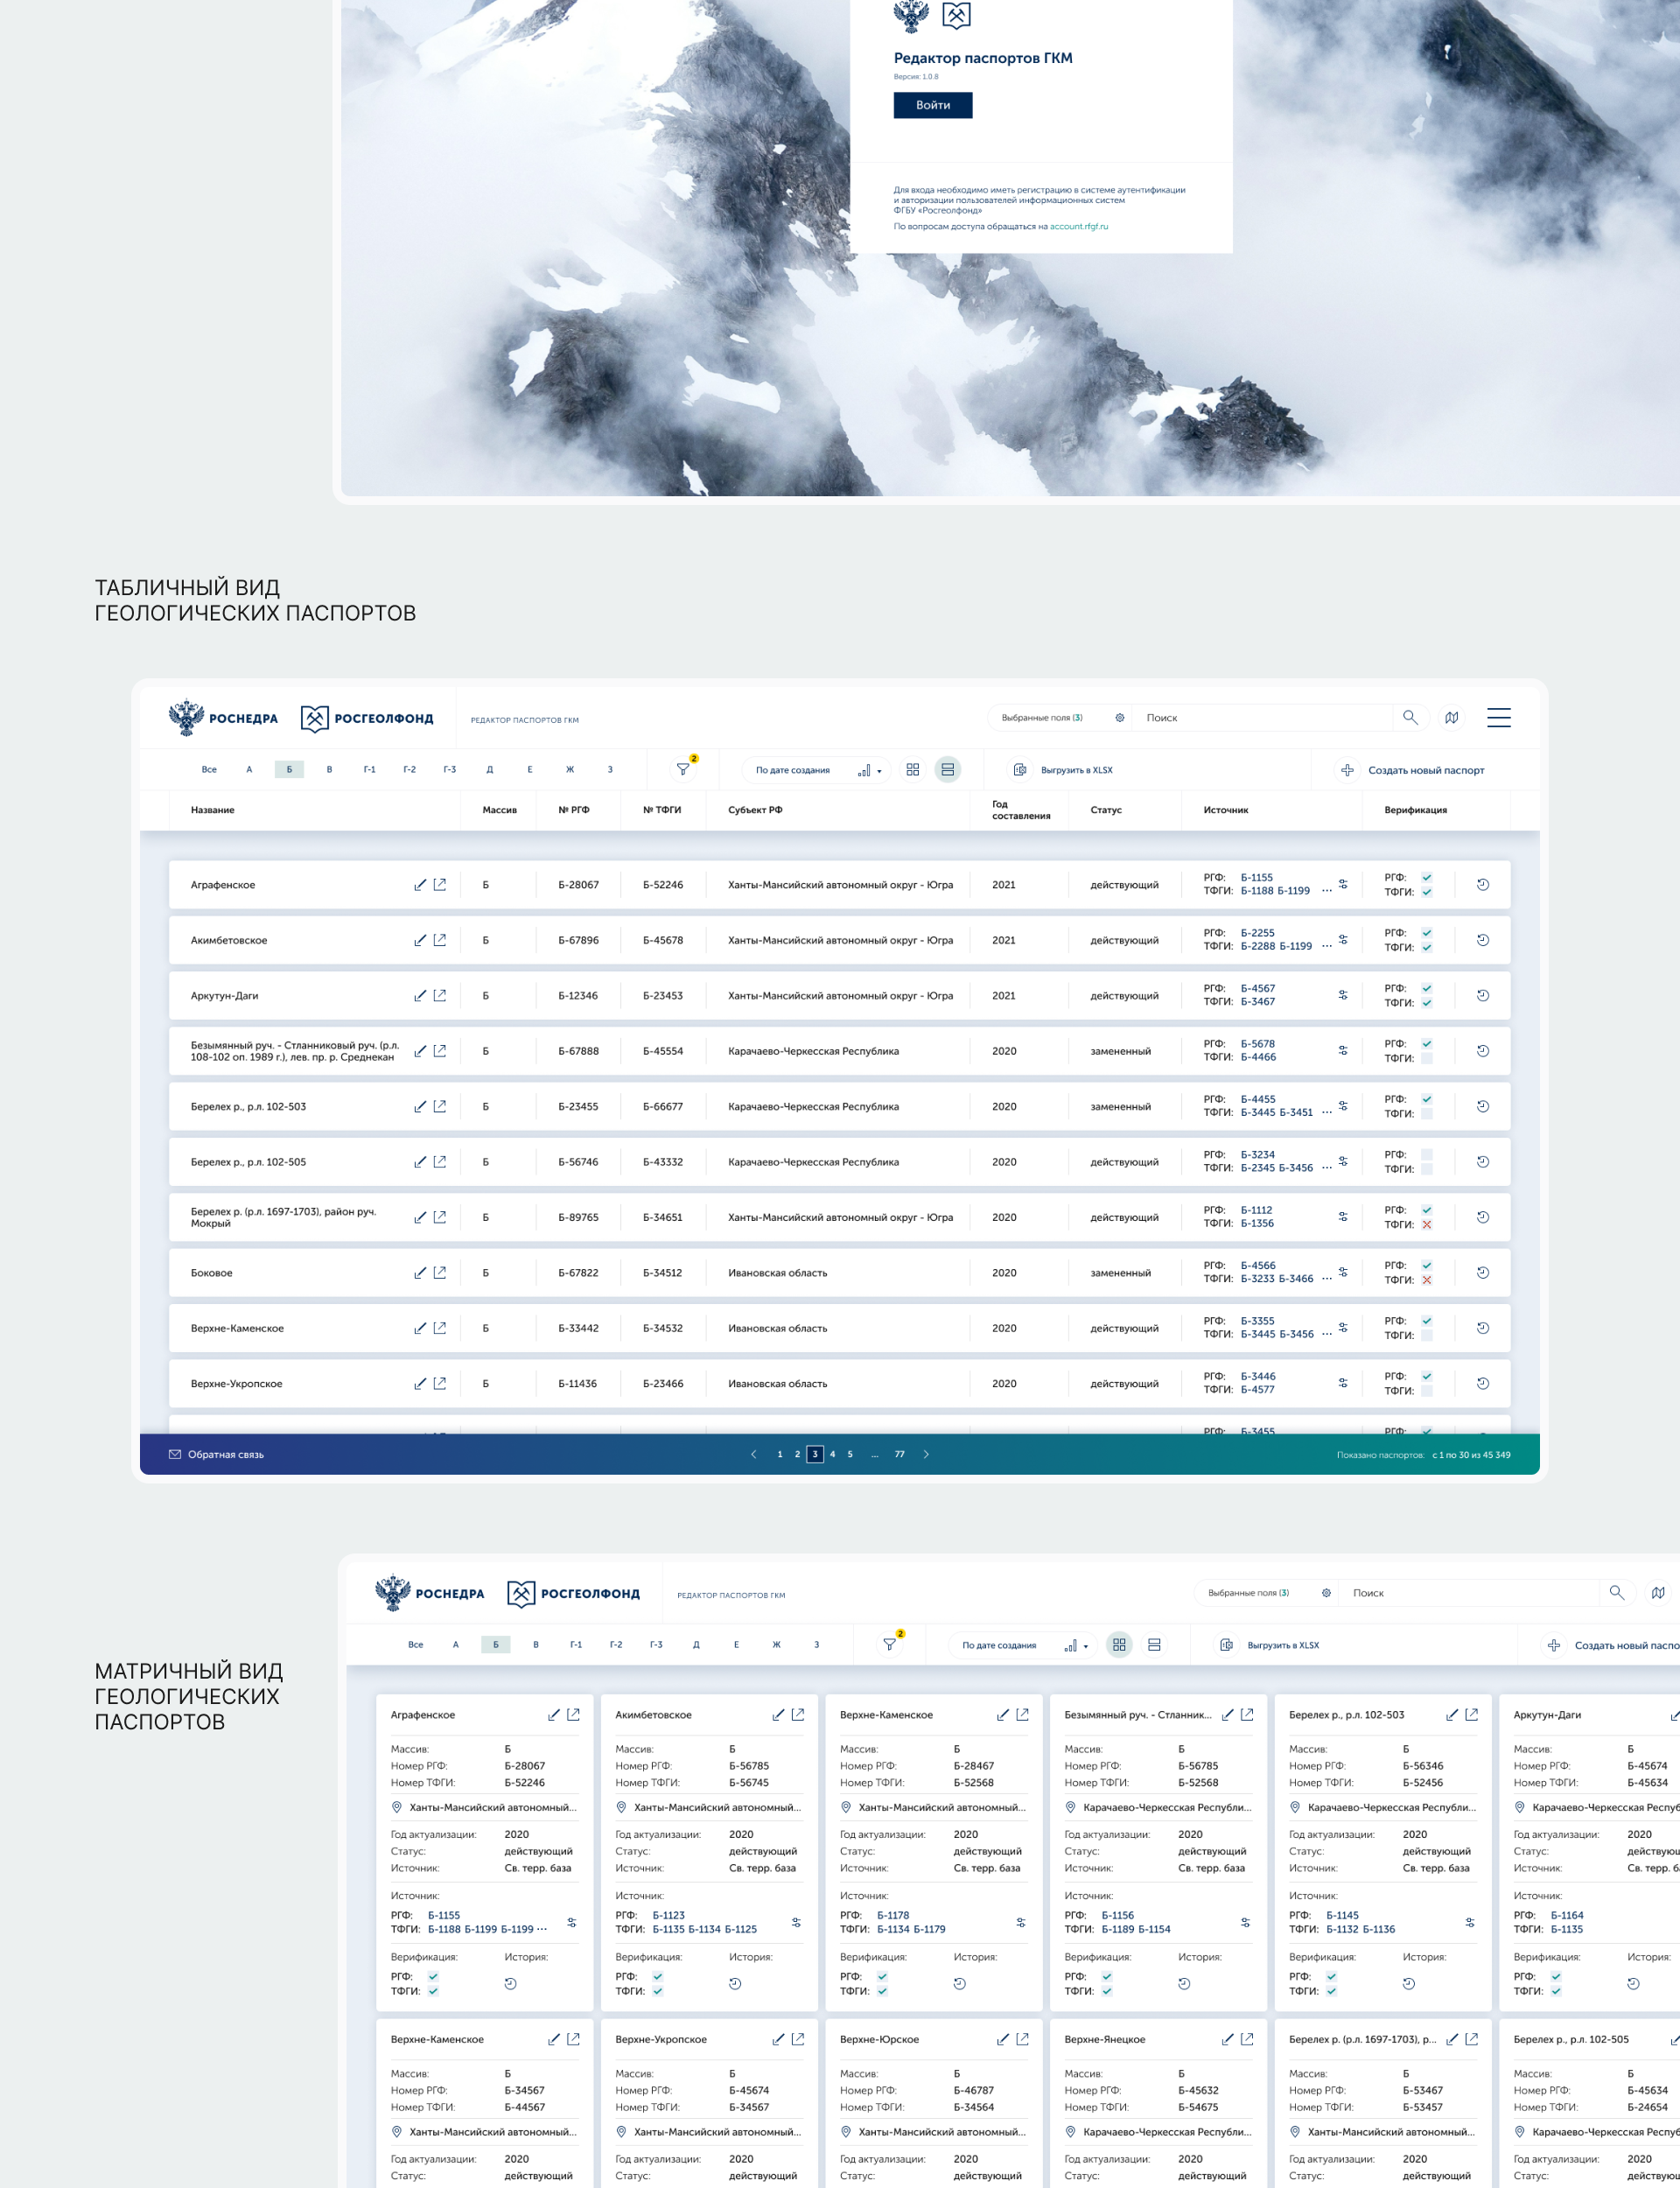 Редактор паспортов ГКМ
Версия: 1.0.8
Войти
Для входа необходимо иметь регистрацию в системе аутентификации
и авторизации пользователей информационных систем
ФГБУ «Росгеолфонд»
По вопросам доступа обращаться на account.rfgf.ru
ТАБЛИЧНЫЙ ВИД
ГЕОЛОГИЧЕСКИХ ПАСПОРТОВ
РОСНЕДРА РОСГЕОЛФОНД РЕДАКТОР ПАСПОРТОВ ГКМ Выбранные поля (3) Поиск
Все А Б В Г-1 Г-2 Г-3 Д Е Ж З 2 По дате создания Выгрузить в XLSX Создать новый паспорт
Название Массив № РГФ № ТФГИ Субъект РФ Год составления Статус Источник Верификация
Аграфенское Б Б-28067 Б-52246 Ханты-Мансийский автономный округ - Югра 2021 действующий РГФ: Б-1155 РГФ:
ТФГИ: Б-1188 Б-1199 ... ТФГИ:
Акимбетовское Б Б-67896 Б-45678 Ханты-Мансийский автономный округ - Югра 2021 действующий РГФ: Б-2255 РГФ:
ТФГИ: Б-2288 Б-1199 ... ТФГИ:
Аркутун-Даги Б Б-12346 Б-23453 Ханты-Мансийский автономный округ - Югра 2021 действующий РГФ: Б-4567 РГФ:
ТФГИ: Б-3467 ТФГИ:
Безымянный руч. - Стланниковый руч. (р.л.
108-102 оп. 1989 г.), лев. пр. р. Среднекан Б Б-67888 Б-45554 Карачаево-Черкесская Республика 2020 замененный РГФ: Б-5678 РГФ:
ТФГИ: Б-4466 ТФГИ:
Берелех р., р.л. 102-503 Б Б-23455 Б-66677 Карачаево-Черкесская Республика 2020 замененный РГФ: Б-4455 РГФ:
ТФГИ: Б-3445 Б-3451 ... ТФГИ:
Берелех р., р.л. 102-505 Б Б-56746 Б-43332 Карачаево-Черкесская Республика 2020 действующий РГФ: Б-3234 РГФ:
ТФГИ: Б-2345 Б-3456 ... ТФГИ:
Берелех р. (р.л. 1697-1703), район руч.
Мокрый Б Б-89765 Б-34651 Ханты-Мансийский автономный округ - Югра 2020 действующий РГФ: Б-1112 РГФ:
ТФГИ: Б-1356 ТФГИ:
Боковое Б Б-67822 Б-34512 Ивановская область 2020 замененный РГФ: Б-4566 РГФ:
ТФГИ: Б-3233 Б-3466 ... ТФГИ:
Верхне-Каменское Б Б-33442 Б-34532 Ивановская область 2020 действующий РГФ: Б-3355 РГФ:
ТФГИ: Б-3445 Б-3456 ... ТФГИ:
Верхне-Укропское Б Б-11436 Б-23466 Ивановская область 2020 действующий РГФ: Б-3446 РГФ:
ТФГИ: Б-4577 ТФГИ:
РГФ: Б-3455 РГФ:
Обратная связь 1 2 3 4 5 ... 77 Показано паспортов: с 1 по 30 из 45 349
МАТРИЧНЫЙ ВИД
ГЕОЛОГИЧЕСКИХ
ПАСПОРТОВ
РОСНЕДРА РОСГЕОЛФОНД РЕДАКТОР ПАСПОРТОВ ГКМ Выбранные поля (3) Поиск
Все А Б В Г-1 Г-2 Г-3 Д Е Ж З 2 По дате создания Выгрузить в XLSX Создать новый паспо
Аграфенское Акимбетовское Верхне-Каменское Безымянный руч. - Стланник... Берелех р., р.л. 102-503 Аркутун-Даги
Массив: Б Массив: Б Массив: Б Массив: Б Массив: Б Массив: Б
Номер РГФ: Б-28067 Номер РГФ: Б-56785 Номер РГФ: Б-28467 Номер РГФ: Б-56785 Номер РГФ: Б-56346 Номер РГФ: Б-45674
Номер ТФГИ: Б-52246 Номер ТФГИ: Б-56745 Номер ТФГИ: Б-52568 Номер ТФГИ: Б-52568 Номер ТФГИ: Б-52456 Номер ТФГИ: Б-45634
Ханты-Мансийский автономный... Ханты-Мансийский автономный... Ханты-Мансийский автономный... Карачаево-Черкесская Республи... Карачаево-Черкесская Республи... Карачаево-Черкесская Респуб
Год актуализации: 2020 Год актуализации: 2020 Год актуализации: 2020 Год актуализации: 2020 Год актуализации: 2020 Год актуализации: 2020
Статус: действующий Статус: действующий Статус: действующий Статус: действующий Статус: действующий Статус: действую
Источник: Св. терр. база Источник: Св. терр. база Источник: Св. терр. база Источник: Св. терр. база Источник: Св. терр. база Источник: Св. терр. б
Источник: Источник: Источник: Источник: Источник: Источник:
РГФ: Б-1155 РГФ: Б-1123 РГФ: Б-1178 РГФ: Б-1156 РГФ: Б-1145 РГФ: Б-1164
ТФГИ: Б-1188 Б-1199 Б-1199 ... ТФГИ: Б-1135 Б-1134 Б-1125 ТФГИ: Б-1134 Б-1179 ТФГИ: Б-1189 Б-1154 ТФГИ: Б-1132 Б-1136 ТФГИ: Б-1135
Верификация: История: Верификация: История: Верификация: История: Верификация: История: Верификация: История: Верификация: История:
РГФ: РГФ: РГФ: РГФ: РГФ: РГФ:
ТФГИ: ТФГИ: ТФГИ: ТФГИ: ТФГИ: ТФГИ:
Верхне-Каменское Верхне-Укропское Верхне-Юрское Верхне-Янецкое Берелех р. (р.л. 1697-1703), р... Берелех р., р.л. 102-505
Массив: Б Массив: Б Массив: Б Массив: Б Массив: Б Массив: Б
Номер РГФ: Б-34567 Номер РГФ: Б-45674 Номер РГФ: Б-46787 Номер РГФ: Б-45632 Номер РГФ: Б-53467 Номер РГФ: Б-45634
Номер ТФГИ: Б-44567 Номер ТФГИ: Б-34567 Номер ТФГИ: Б-34564 Номер ТФГИ: Б-54675 Номер ТФГИ: Б-53457 Номер ТФГИ: Б-24654
Ханты-Мансийский автономный... Ханты-Мансийский автономный... Ханты-Мансийский автономный... Карачаево-Черкесская Республи... Ханты-Мансийский автономный... Карачаево-Черкесская Респуб
Год актуализации: 2020 Год актуализации: 2020 Год актуализации: 2020 Год актуализации: 2020 Год актуализации: 2020 Год актуализации: 2020
Статус: действующий Статус: действующий Статус: действующий Статус: действующий Статус: действующий Статус: действую